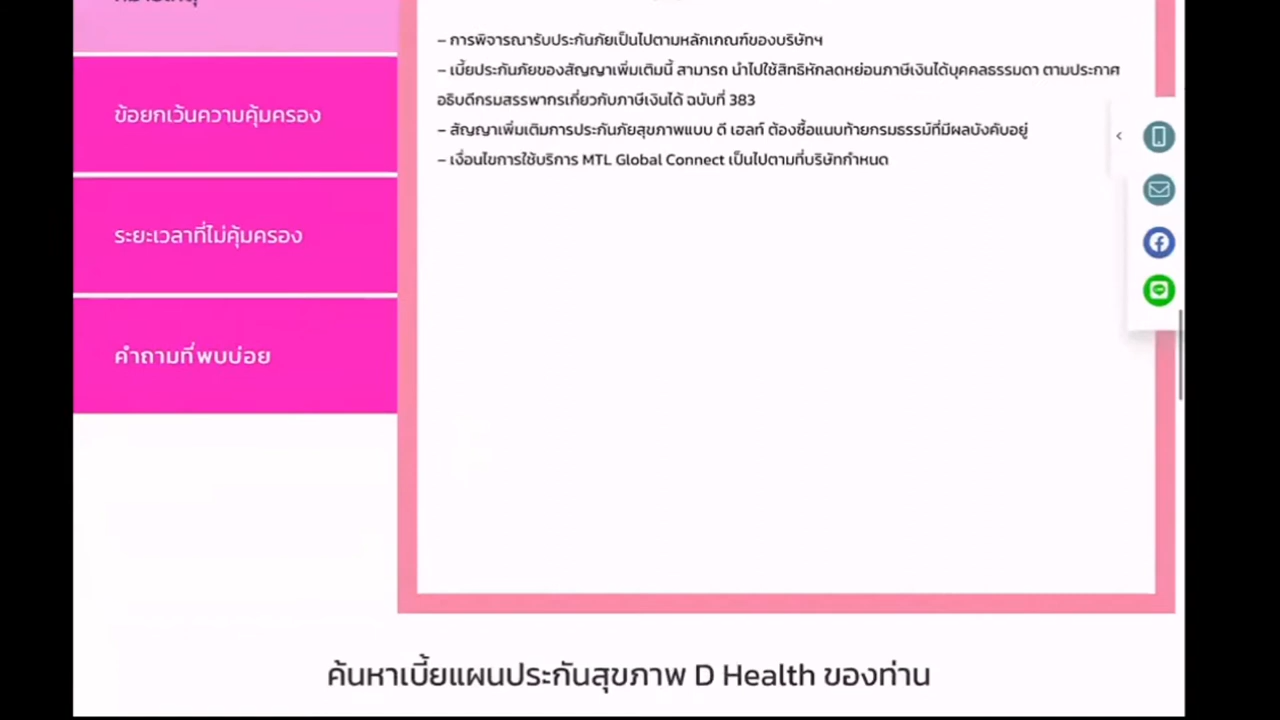 – การพิจารณารับประกันภัยเป็นไปตามหลักเกณฑ์ของบริษัทฯ
– เบี้ยประกันภัยของสัญญาเพิ่มเติมนี้ สามารถ นำไปใช้สิทธิหักลดหย่อนภาษีเงินได้บุคคลธรรมดา ตามประกาศ
อธิบดีกรมสรรพากรเกี่ยวกับภาษีเงินได้ ฉบับที่ 383
– สัญญาเพิ่มเติมการประกันภัยสุขภาพแบบ ดี เฮลท์ ต้องซื้อแนบท้ายกรมธรรม์ที่มีผลบังคับอยู่
– เงื่อนไขการใช้บริการ MTL Global Connect เป็นไปตามที่บริษัทกำหนด
ข้อยกเว้นความคุ้มครอง
ระยะเวลาที่ไม่คุ้มครอง
คำถามที่พบบ่อย
ค้นหาเบี้ยแผนประกันสุขภาพ D Health ของท่าน